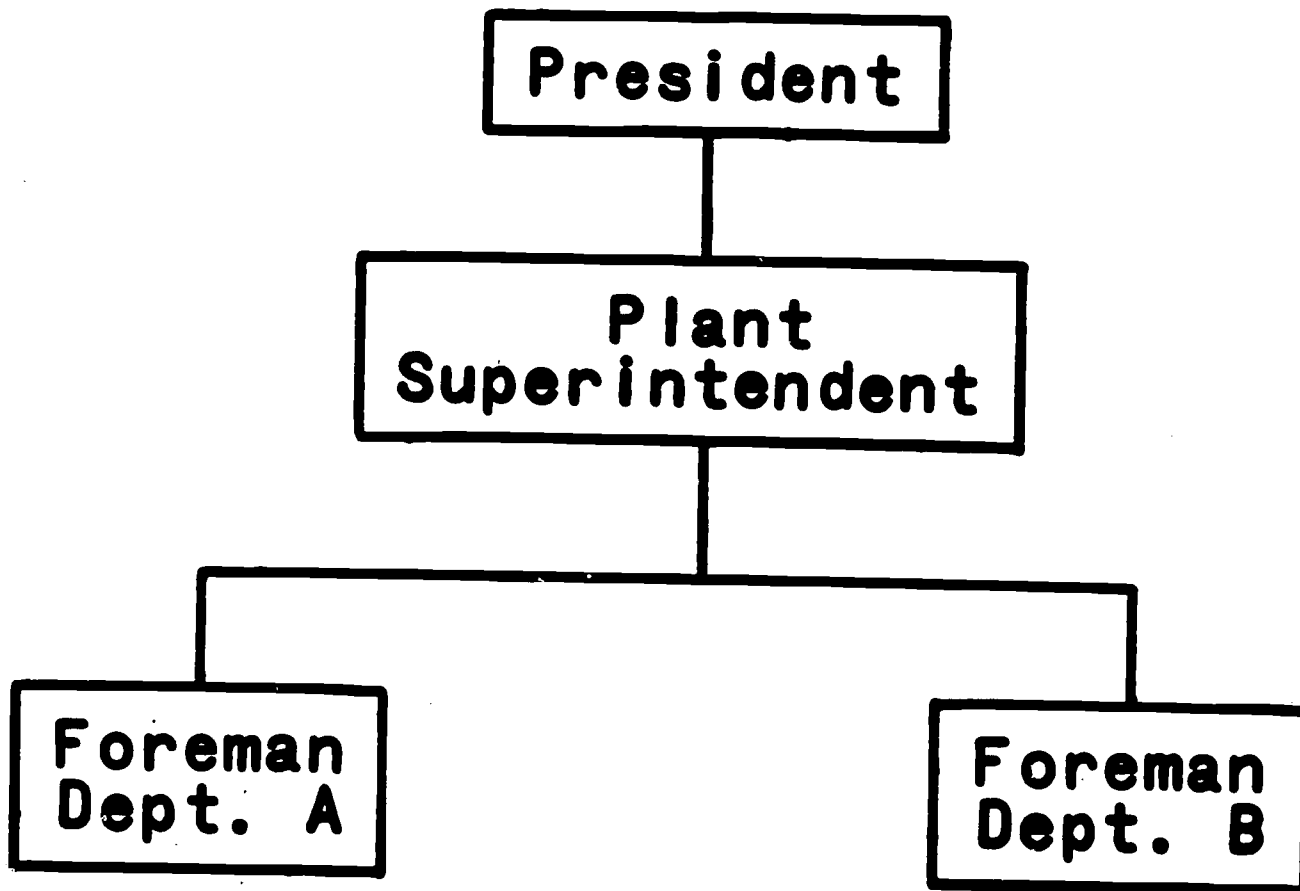 President
Plant
Superintendent
Foreman
Dept. A
Foreman
Dept. B